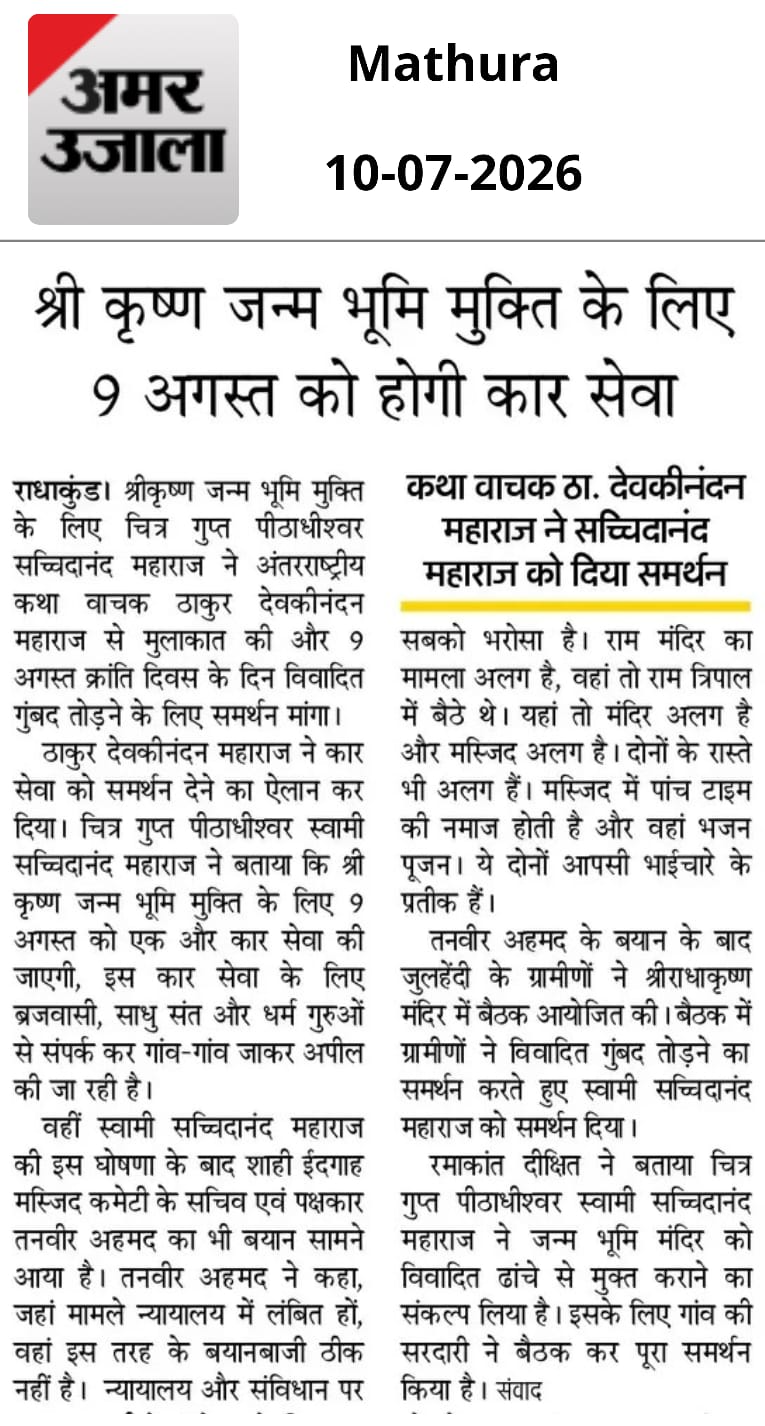 अमर
उजाला
Mathura
10-07-2026
श्री कृष्ण जन्म भूमि मुक्ति के लिए
9 अगस्त को होगी कार सेवा
राधाकुंड। श्रीकृष्ण जन्म भूमि मुक्ति
के लिए चित्र गुप्त पीठाधीश्वर
सच्चिदानंद महाराज ने अंतरराष्ट्रीय
कथा वाचक ठाकुर देवकीनंदन
महाराज से मुलाकात की और 9
अगस्त क्रांति दिवस के दिन विवादित
गुंबद तोड़ने के लिए समर्थन मांगा।
ठाकुर देवकीनंदन महाराज ने कार
सेवा को समर्थन देने का ऐलान कर
दिया। चित्र गुप्त पीठाधीश्वर स्वामी
सच्चिदानंद महाराज ने बताया कि श्री
कृष्ण जन्म भूमि मुक्ति के लिए 9
अगस्त को एक और कार सेवा की
जाएगी, इस कार सेवा के लिए
ब्रजवासी, साधु संत और धर्म गुरुओं
से संपर्क कर गांव-गांव जाकर अपील
की जा रही है।
वहीं स्वामी सच्चिदानंद महाराज
की इस घोषणा के बाद शाही ईदगाह
मस्जिद कमेटी के सचिव एवं पक्षकार
तनवीर अहमद का भी बयान सामने
आया है। तनवीर अहमद ने कहा,
जहां मामले न्यायालय में लंबित हों,
वहां इस तरह के बयानबाजी ठीक
नहीं है। न्यायालय और संविधान पर
कथा वाचक ठा. देवकीनंदन
महाराज ने सच्चिदानंद
महाराज को दिया समर्थन
सबको भरोसा है। राम मंदिर का
मामला अलग है, वहां तो राम त्रिपाल
में बैठे थे। यहां तो मंदिर अलग है
और मस्जिद अलग है। दोनों के रास्ते
भी अलग हैं। मस्जिद में पांच टाइम
की नमाज होती है और वहां भजन
पूजन। ये दोनों आपसी भाईचारे के
प्रतीक हैं।
तनवीर अहमद के बयान के बाद
जुलहेंदी के ग्रामीणों ने श्रीराधाकृष्ण
मंदिर में बैठक आयोजित की। बैठक में
ग्रामीणों ने विवादित गुंबद तोड़ने का
समर्थन करते हुए स्वामी सच्चिदानंद
महाराज को समर्थन दिया।
रमाकांत दीक्षित ने बताया चित्र
गुप्त पीठाधीश्वर स्वामी सच्चिदानंद
महाराज ने जन्म भूमि मंदिर को
विवादित ढांचे से मुक्त कराने का
संकल्प लिया है। इसके लिए गांव की
सरदारी ने बैठक कर पूरा समर्थन
किया है। संवाद